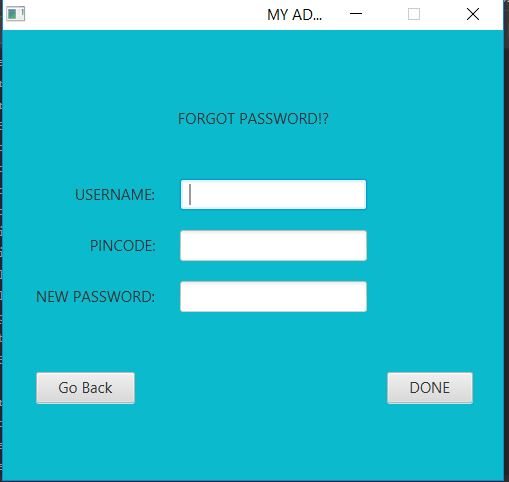 MY AD...
FORGOT PASSWORD!?
USERNAME:
PINCODE:
NEW PASSWORD:
Go Back
DONE